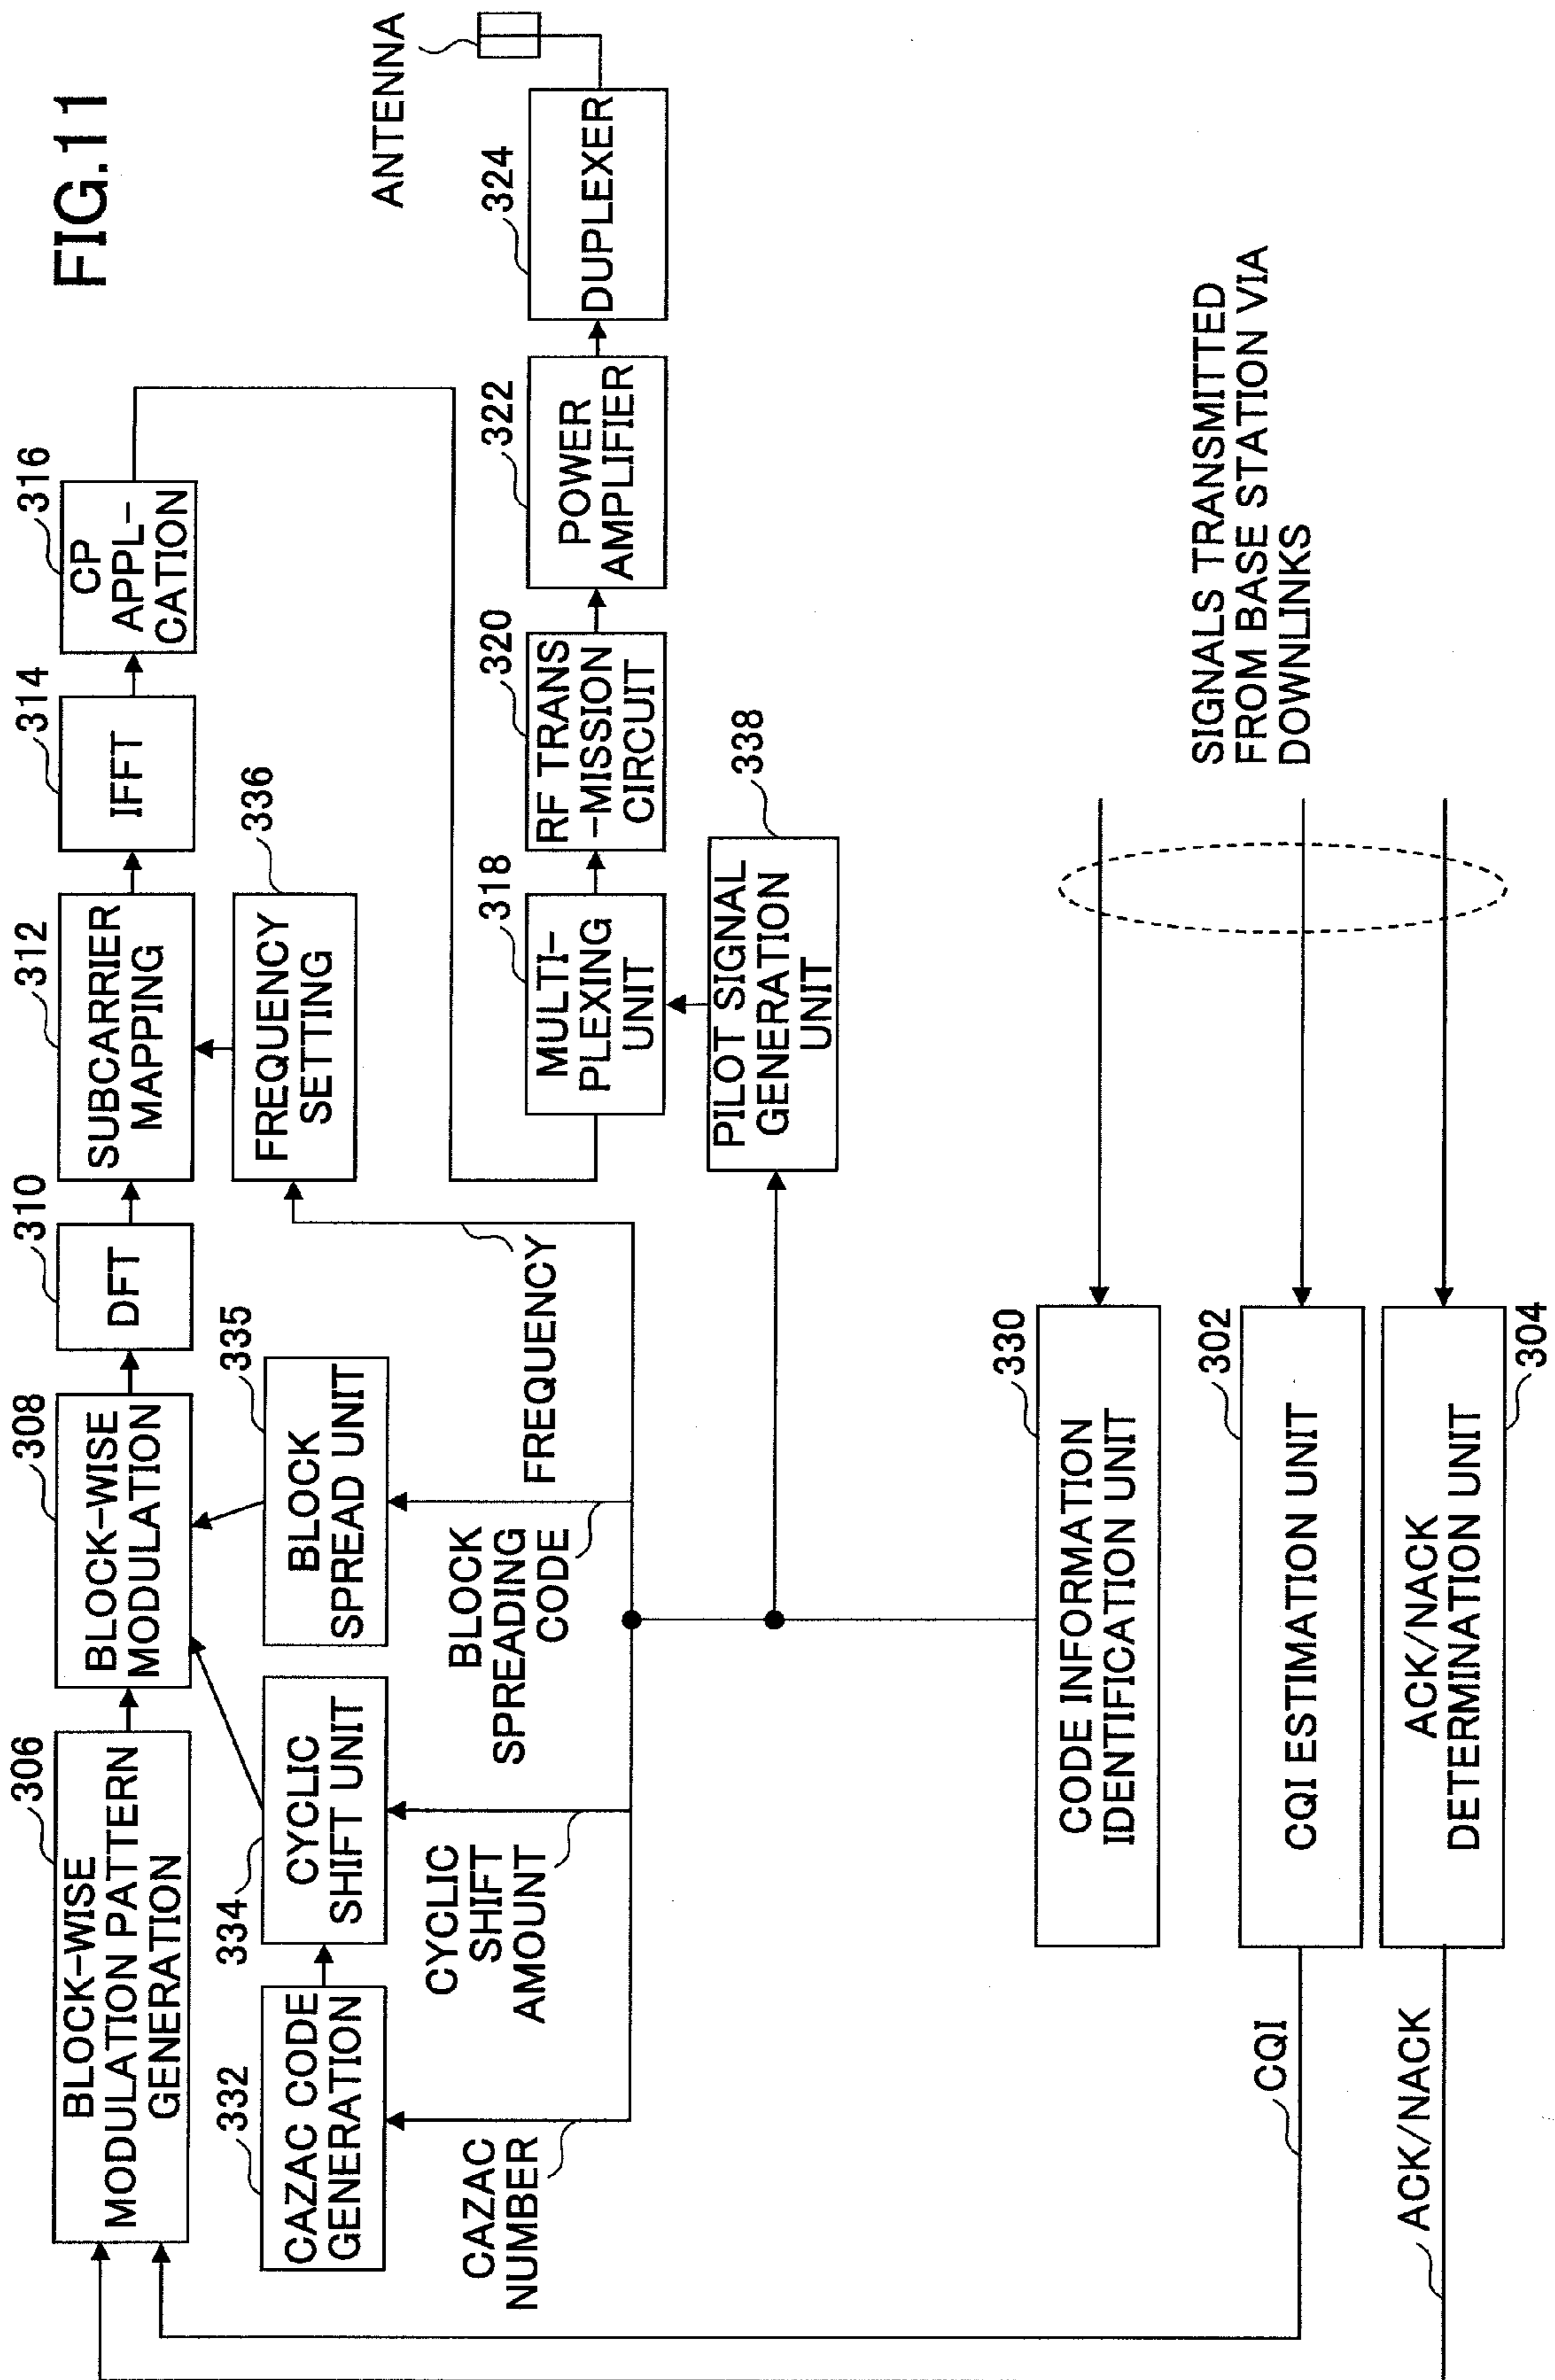 FIG.11
306
BLOCK-WISE
MODULATION PATTERN
GENERATION
308
BLOCK-WISE
MODULATION
310
DFT
312
SUBCARRIER
MAPPING
314
IFFT
316
CP
APPL-
CATION
332
CAZAC CODE
GENERATION
334
CYCLIC
SHIFT UNIT
335
BLOCK
SPREAD UNIT
336
FREQUENCY
SETTING
CAZAC
NUMBER
CYCLIC
SHIFT
AMOUNT
BLOCK
SPREADING
CODE
FREQUENCY
318
MULTI-
PLEXING
UNIT
320
RF TRANS
-MISSION
CIRCUIT
322
POWER
AMPLIFIER
324
DUPLEXER
ANTENNA
338
PILOT SIGNAL
GENERATION
UNIT
330
CODE INFORMATION
IDENTIFICATION UNIT
302
CQI ESTIMATION UNIT
304
ACK/NACK
DETERMINATION UNIT
CQI
ACK/NACK
SIGNALS TRANSMITTED
FROM BASE STATION VIA
DOWNLINKS